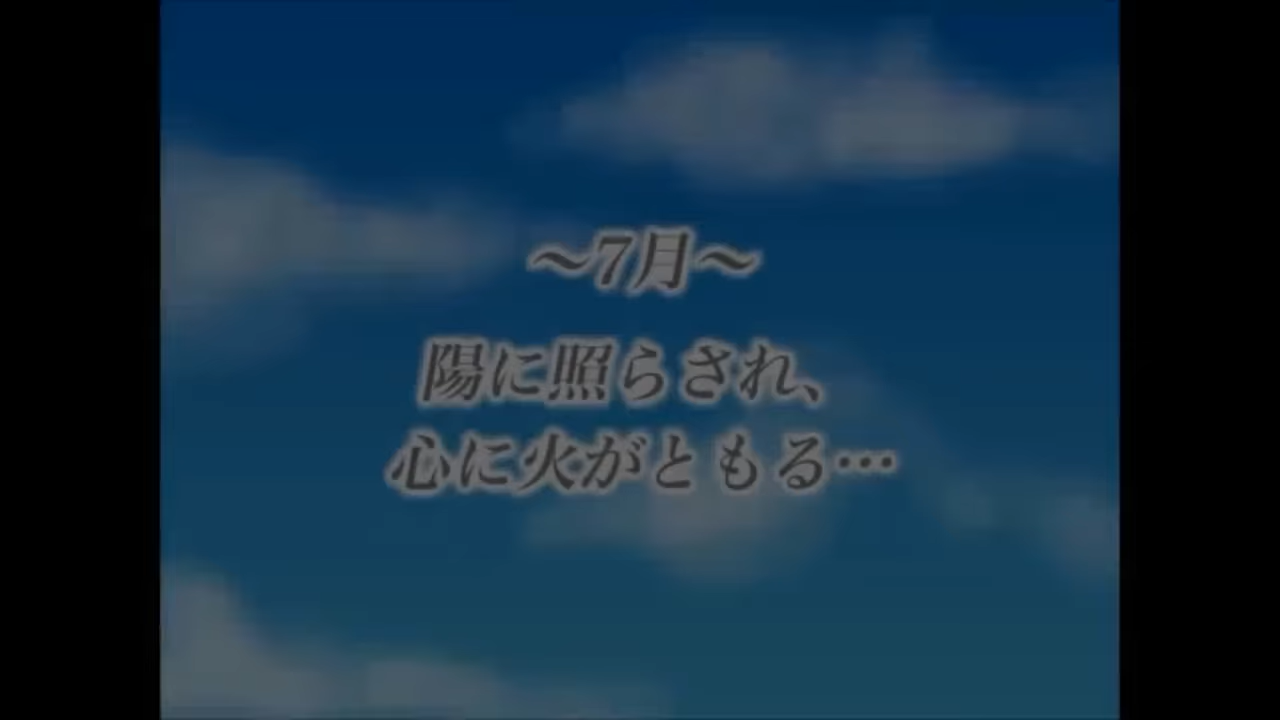 ～7月～
陽に照らされ、
心に火がともる…